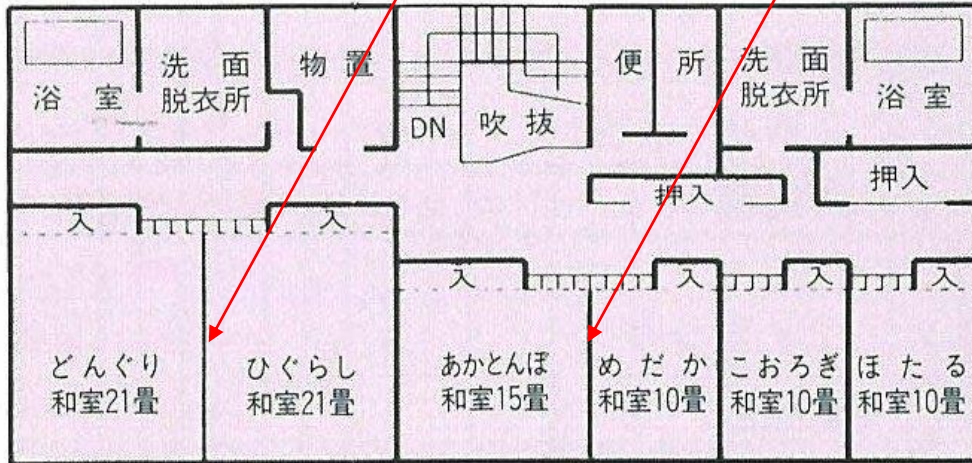 浴室
洗面
脱衣所
物置
DN
吹抜
便所
洗面
脱衣所
浴室
押入
押入
入
入
入
入
入
入
どんぐり
和室21畳
ひぐらし
和室21畳
あかとんぼ
和室15畳
めだか
和室10畳
こおろぎ
和室10畳
ほたる
和室10畳